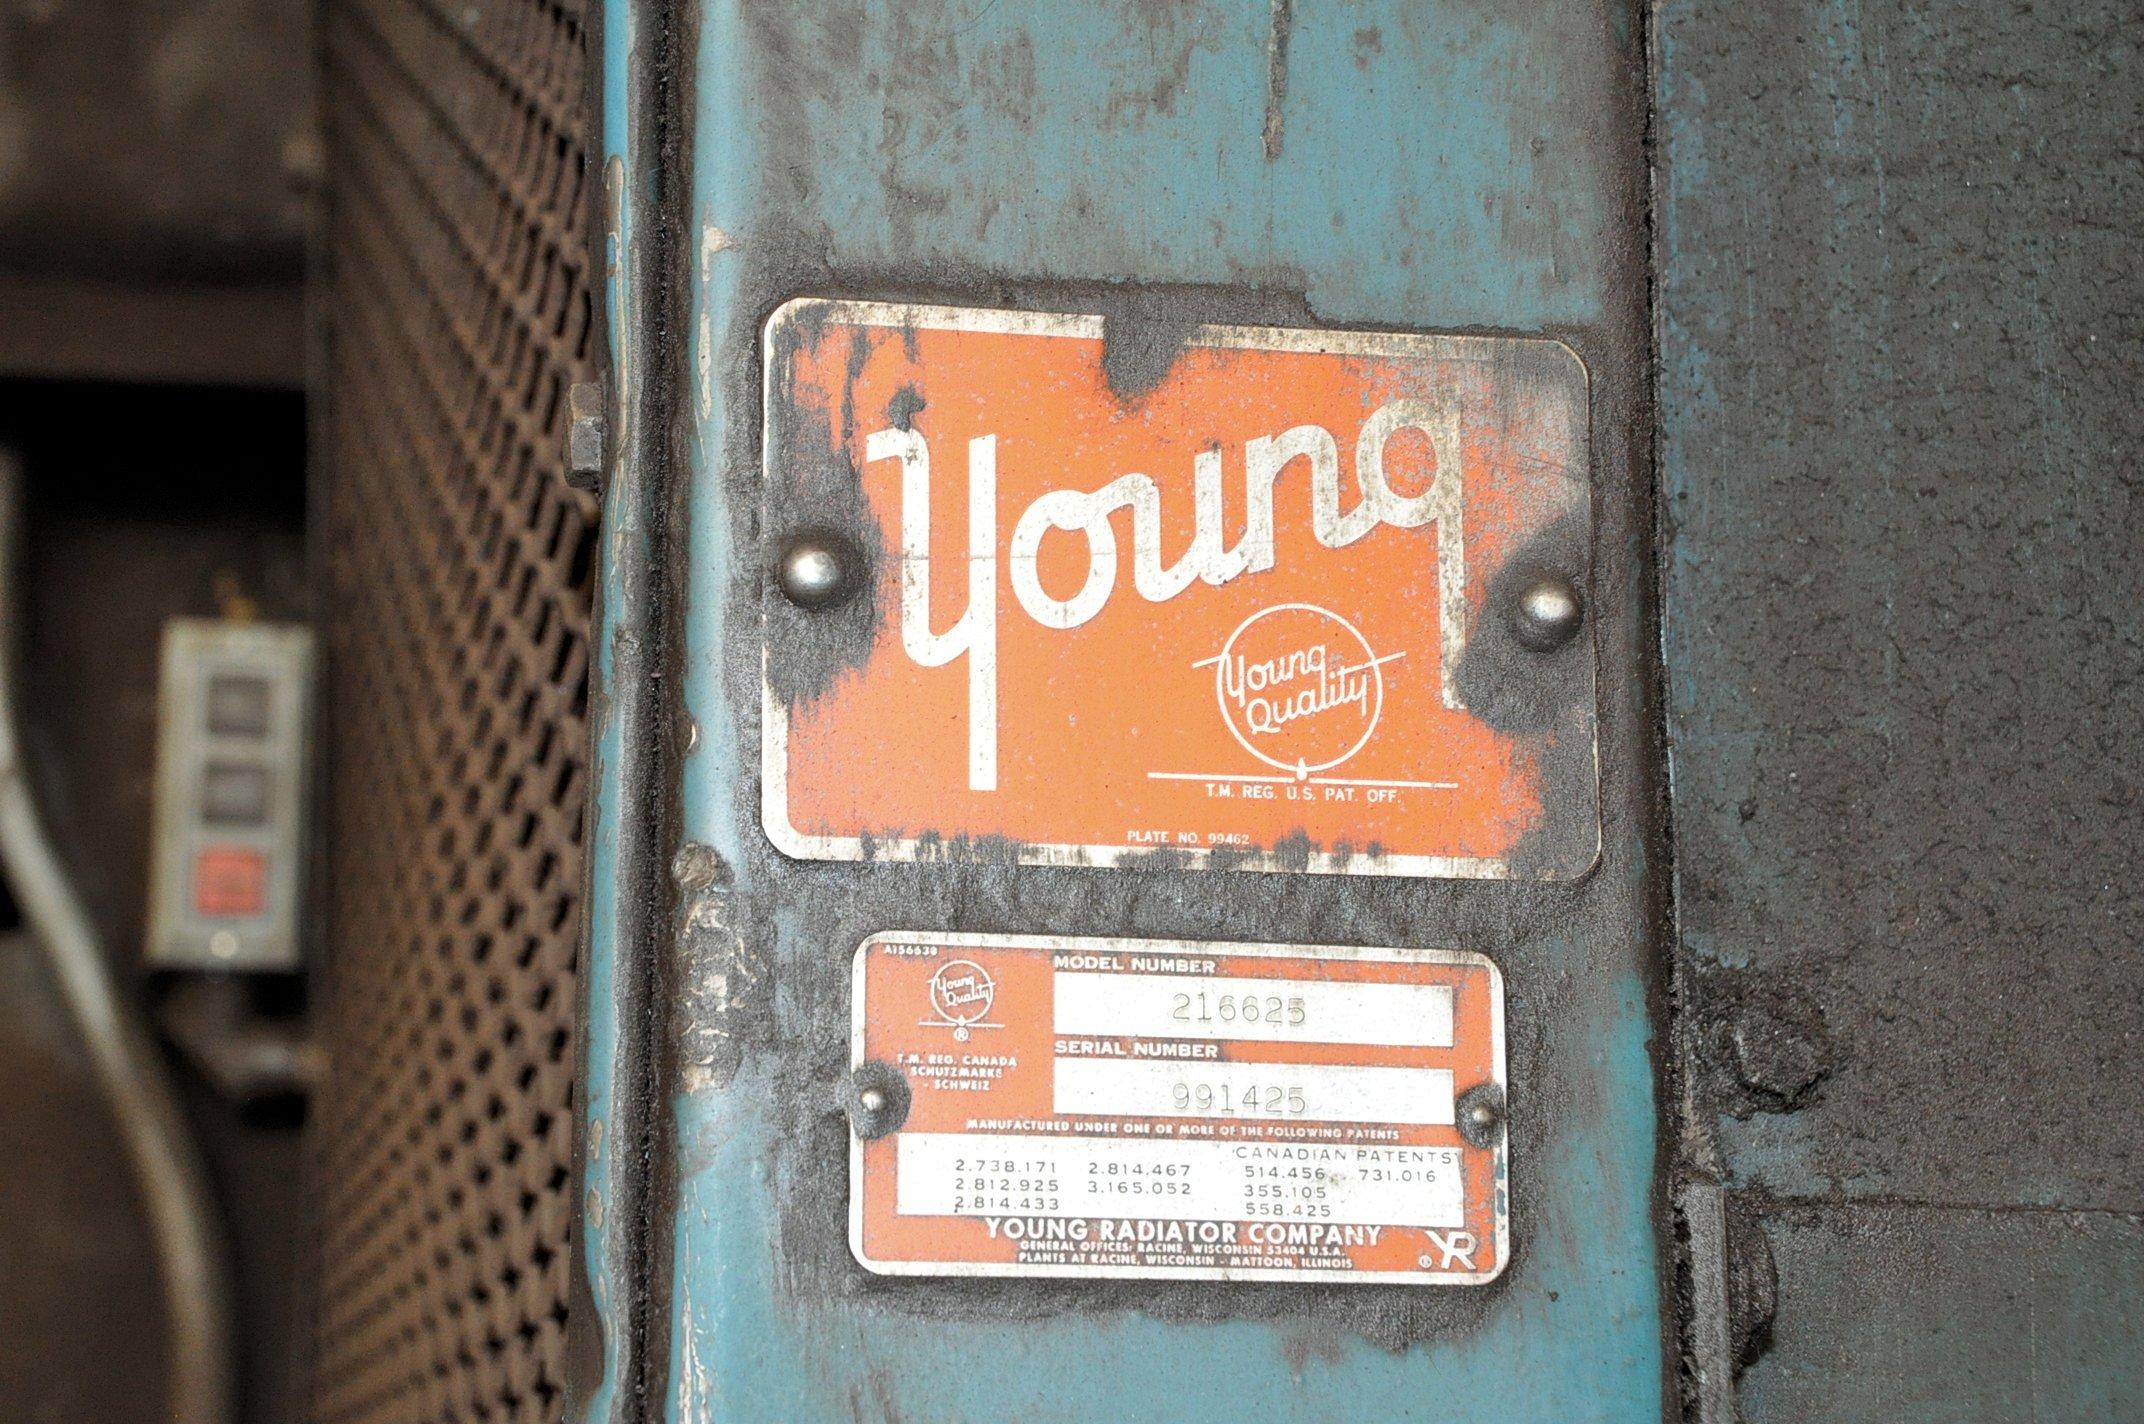 Young
Young
Quality
T.M. REG. U.S. PAT. OFF.
PLATE NO. 99462
A156638
MODEL NUMBER
216625
Young
Quality
®
T.M. REG. CANADA
SCHUTZMARKE
- SCHWEIZ
SERIAL NUMBER
991425
MANUFACTURED UNDER ONE OR MORE OF THE FOLLOWING PATENTS
CANADIAN PATENTS
2.738.171 2.814.467 514.456 731.016
2.812.925 3.165.052 355.105
2.814.433 558.425
YOUNG RADIATOR COMPANY
GENERAL OFFICES: RACINE, WISCONSIN 53404 U.S.A.
PLANTS AT RACINE, WISCONSIN - MATTOON, ILLINOIS
® YR